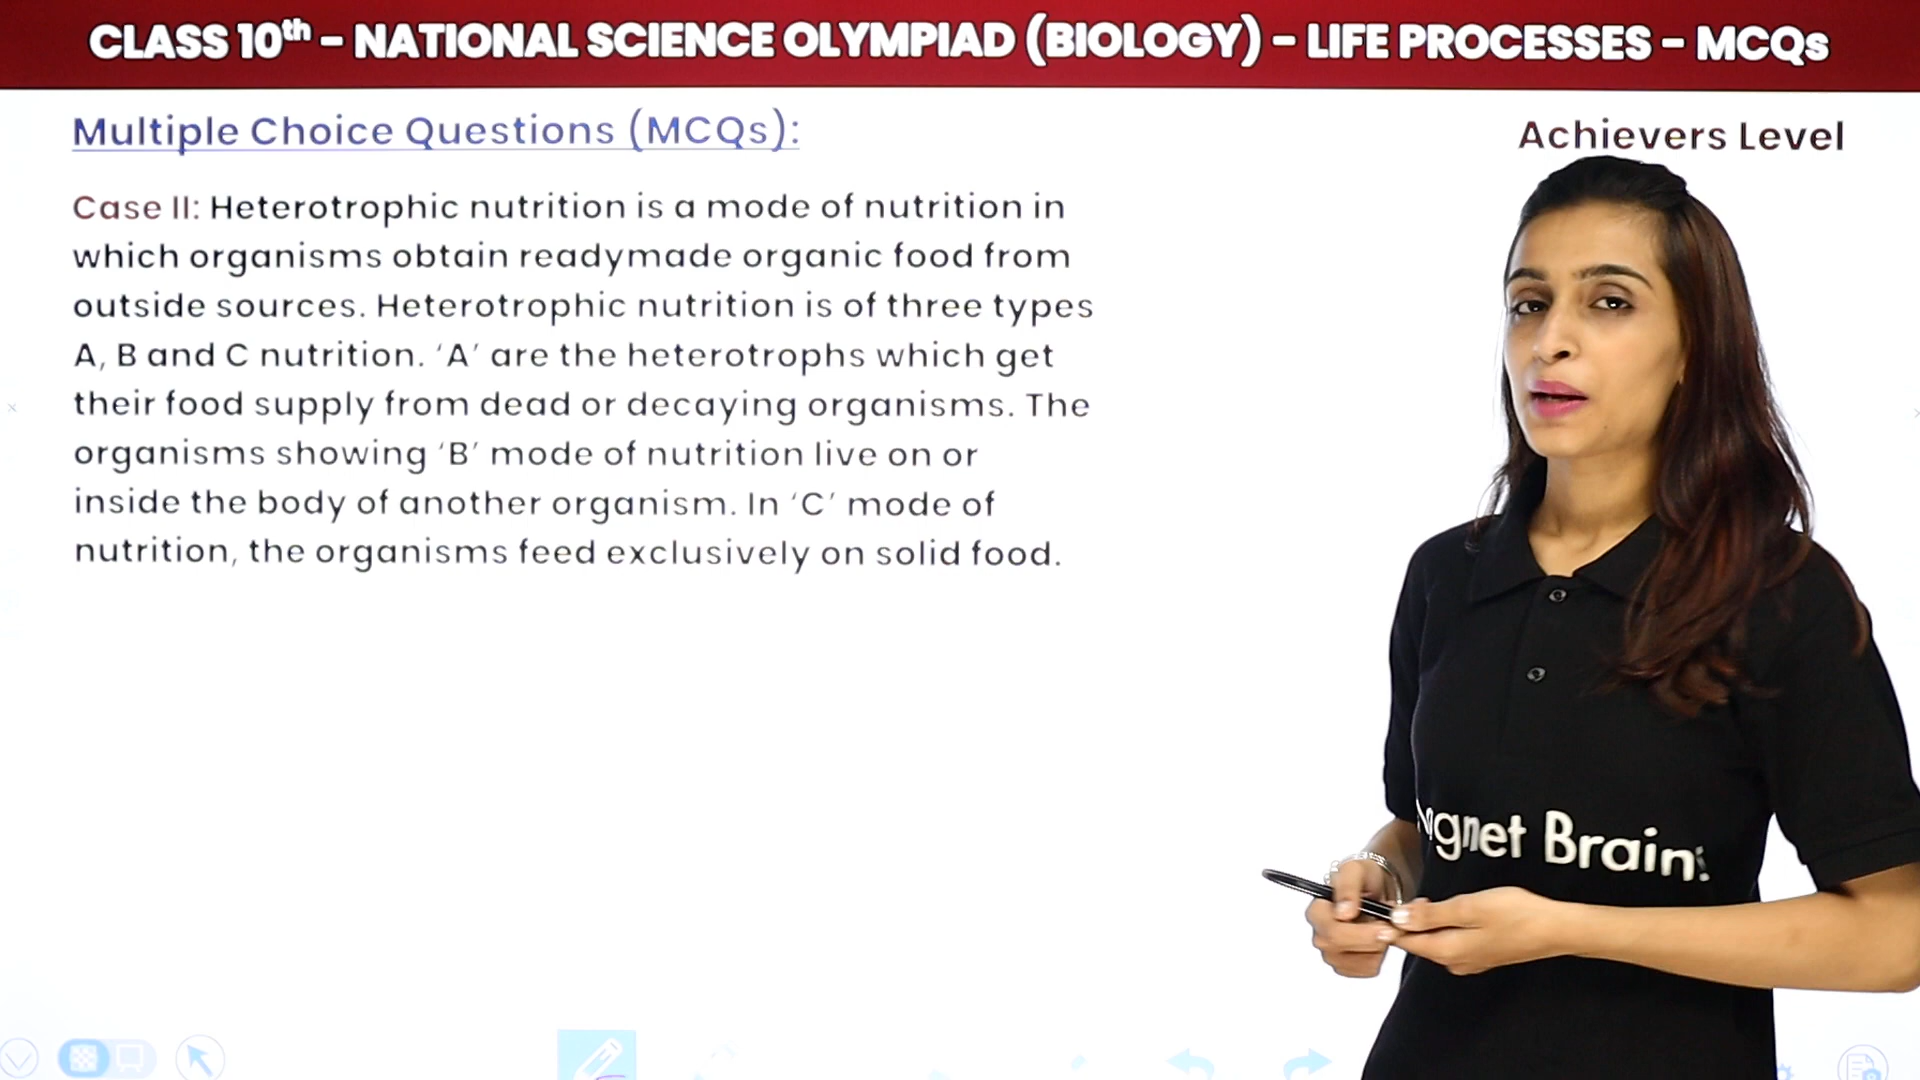 CLASS 10th - NATIONAL SCIENCE OLYMPIAD (BIOLOGY) - LIFE PROCESSES - MCQs
Multiple Choice Questions (MCQs):
Achievers Level
Case II: Heterotrophic nutrition is a mode of nutrition in
which organisms obtain readymade organic food from
outside sources. Heterotrophic nutrition is of three types
A, B and C nutrition. ‘A’ are the heterotrophs which get
their food supply from dead or decaying organisms. The
organisms showing ‘B’ mode of nutrition live on or
inside the body of another organism. In ‘C’ mode of
nutrition, the organisms feed exclusively on solid food.
Brain